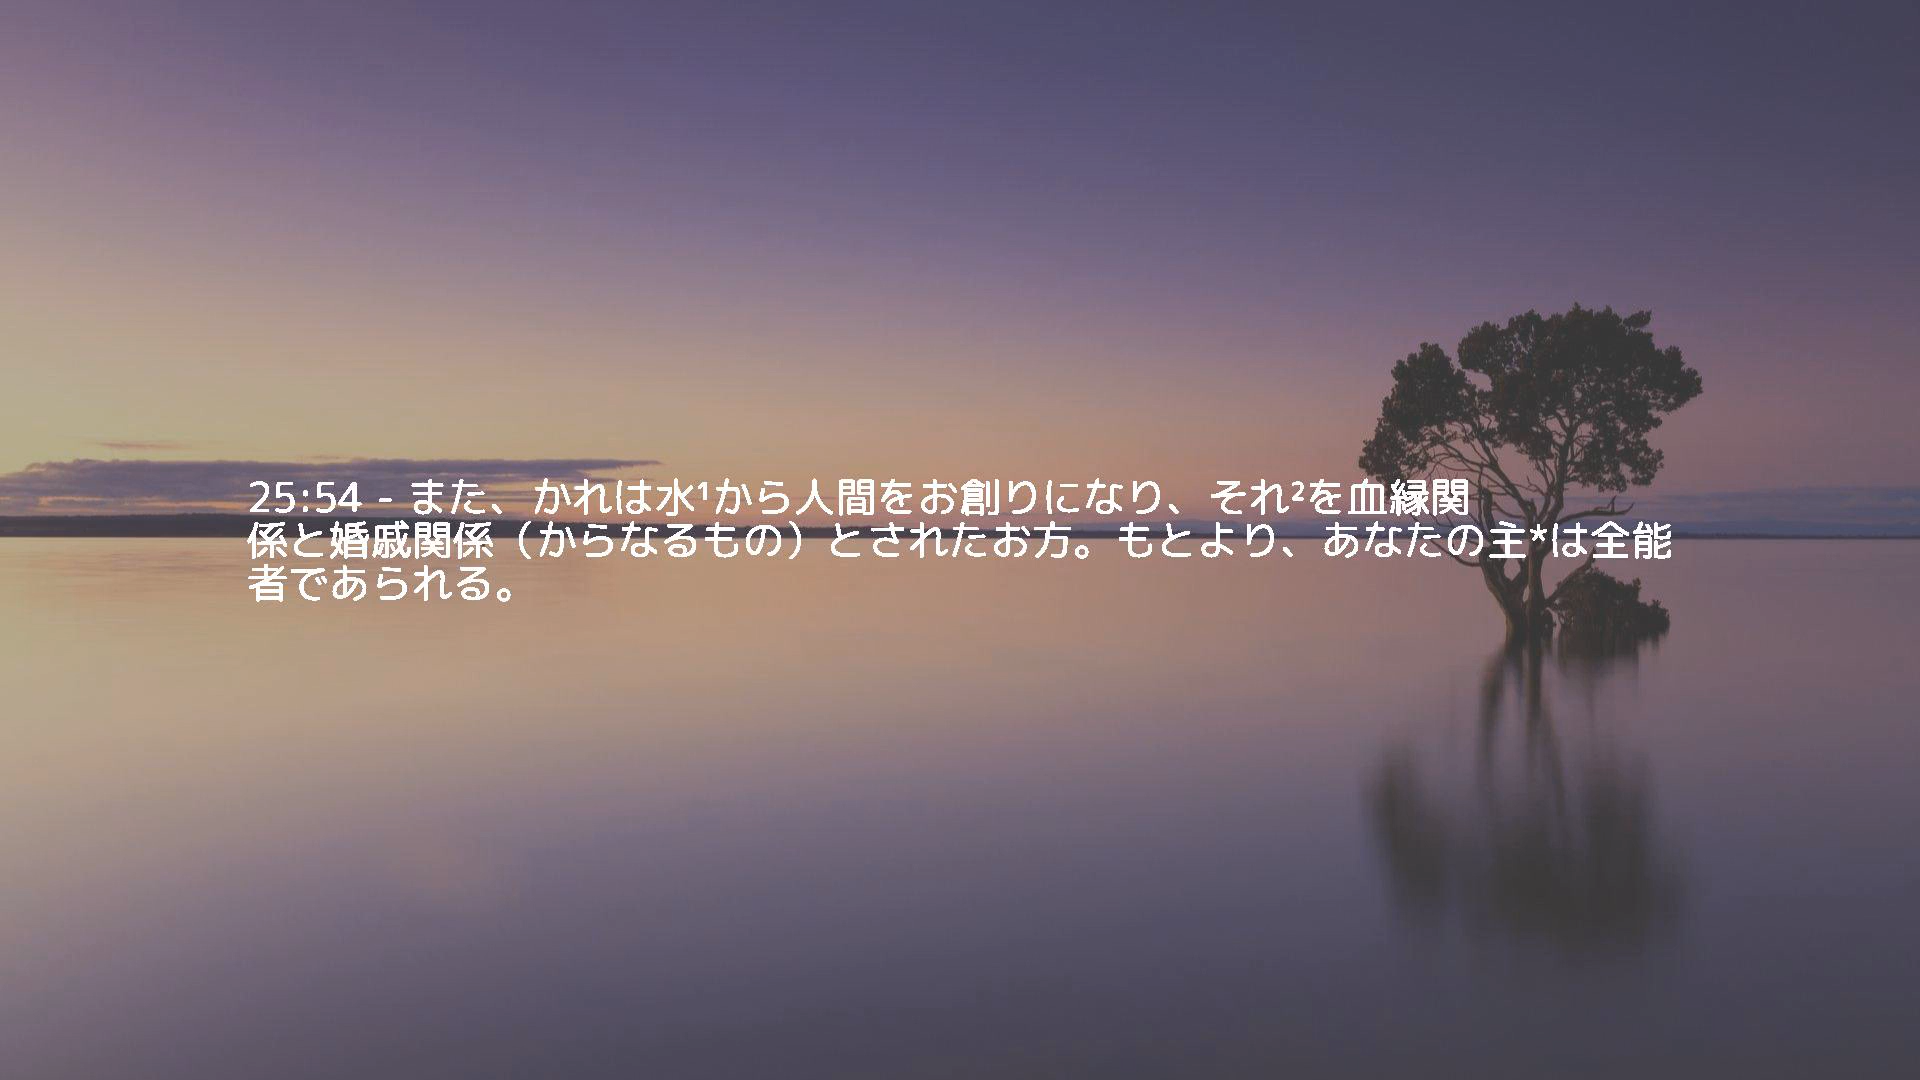 25:54 - また、かれは水¹から人間をお創りになり、それ²を血縁関
係と婚戚関係（からなるもの）とされたお方。もとより、あなたの主*は全能
者であられる。